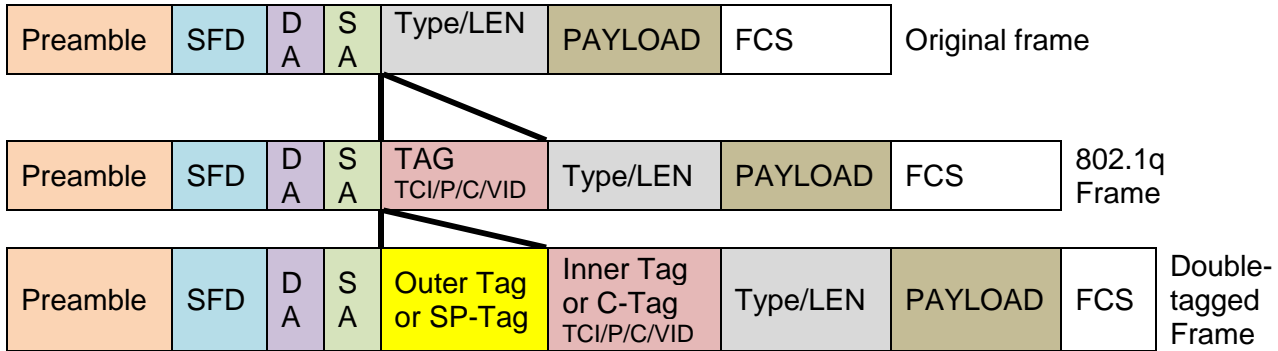 Preamble SFD D A S A Type/LEN PAYLOAD FCS Original frame
Preamble SFD D A S A TAG TCI/P/C/VID Type/LEN PAYLOAD FCS 802.1q Frame
Preamble SFD D A S A Outer Tag or SP-Tag Inner Tag or C-Tag TCI/P/C/VID Type/LEN PAYLOAD FCS Double-tagged Frame